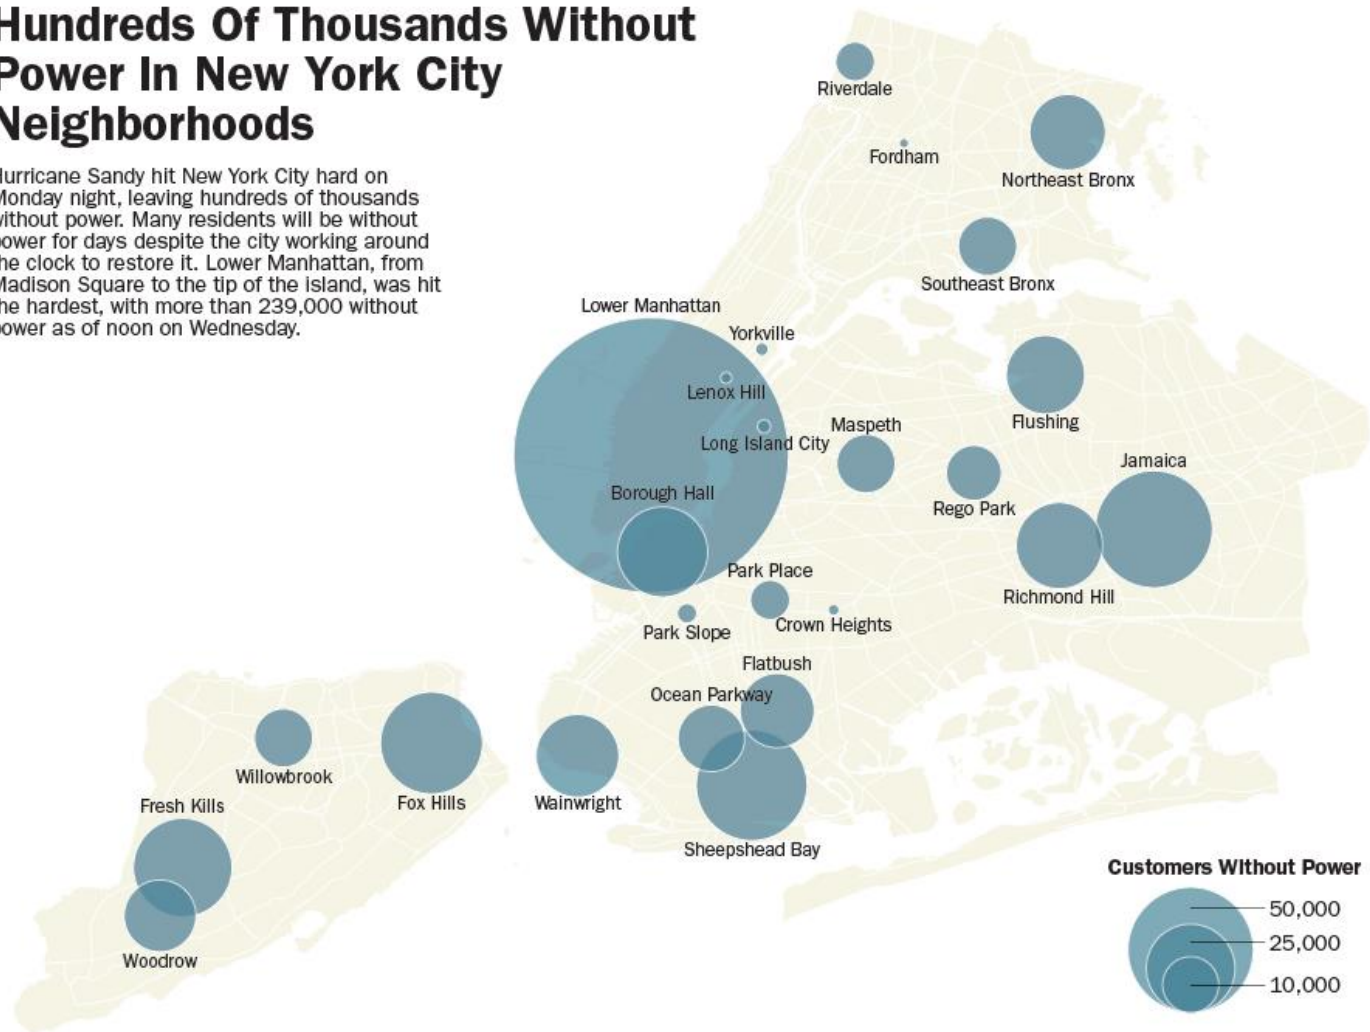 Hundreds Of Thousands Without
Power In New York City
Neighborhoods
Hurricane Sandy hit New York City hard on
Monday night, leaving hundreds of thousands
without power. Many residents will be without
power for days despite the city working around
the clock to restore it. Lower Manhattan, from
Madison Square to the tip of the island, was hit
the hardest, with more than 239,000 without
power as of noon on Wednesday.
Riverdale
Fordham
Northeast Bronx
Southeast Bronx
Lower Manhattan
Yorkville
Lenox Hill
Long Island City
Maspeth
Flushing
Jamaica
Borough Hall
Rego Park
Park Place
Richmond Hill
Park Slope
Crown Heights
Flatbush
Ocean Parkway
Willowbrook
Fresh Kills
Fox Hills
Wainwright
Sheepshead Bay
Woodrow
Customers Without Power
50,000
25,000
10,000